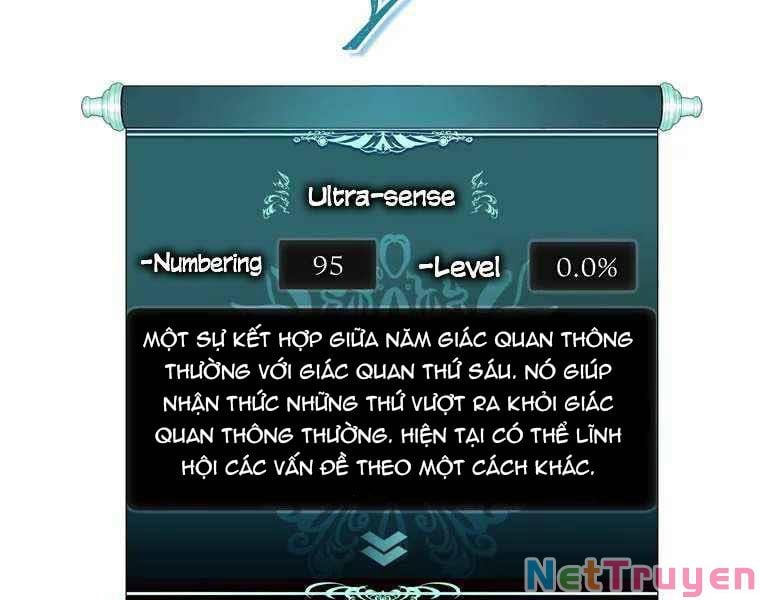 Ultra-sense
-Numbering 95 -Level 0.0%
MỘT SỰ KẾT HỢP GIỮA NĂM GIÁC QUAN THÔNG
THƯỜNG VỚI GIÁC QUAN THỨ SÁU. NÓ GIÚP
NHẬN THỨC NHỮNG THỨ VƯỢT RA KHỎI GIÁC
QUAN THÔNG THƯỜNG. HIỆN TẠI CÓ THỂ LĨNH
HỘI CÁC VẤN ĐỀ THEO MỘT CÁCH KHÁC.
NetTruyen